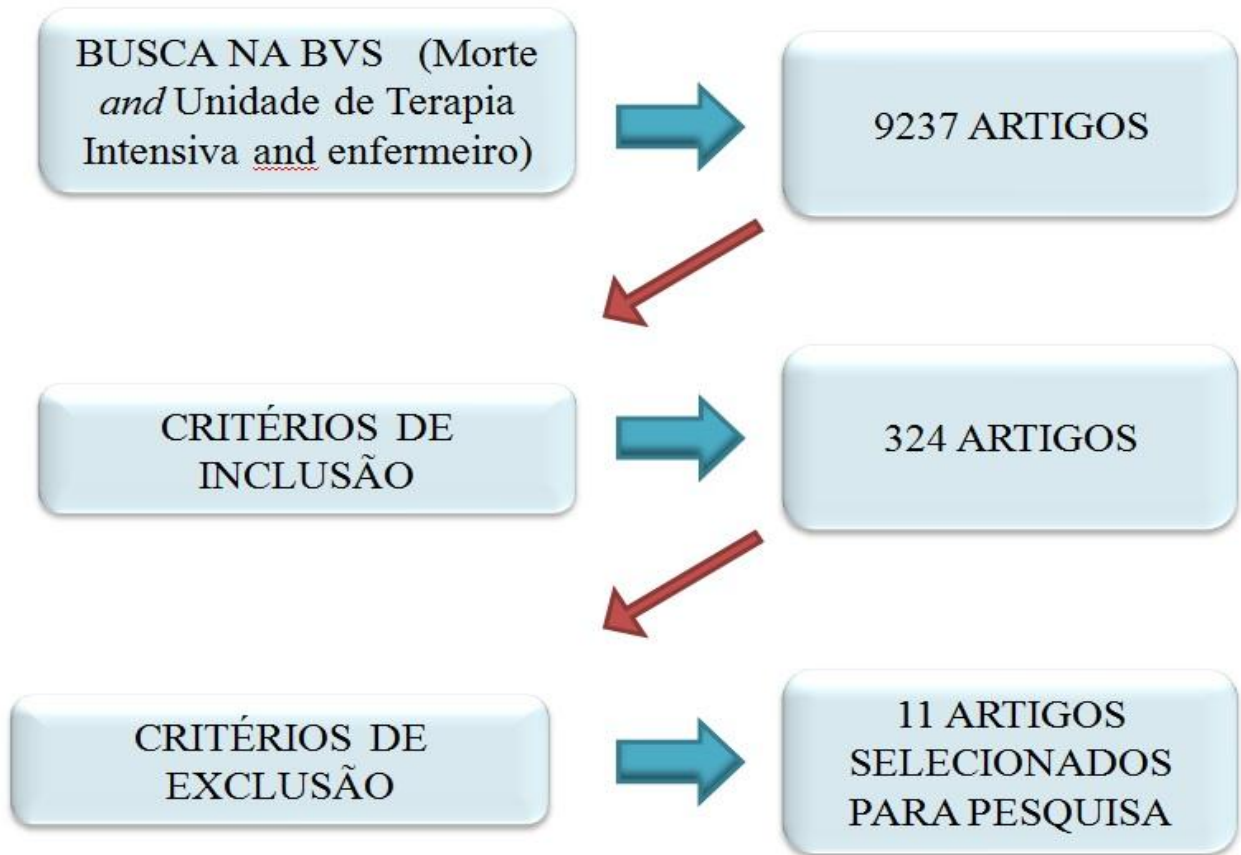 BUSCA NA BVS (Morte
and Unidade de Terapia
Intensiva and enfermeiro)
9237 ARTIGOS
CRITÉRIOS DE
INCLUSÃO
324 ARTIGOS
CRITÉRIOS DE
EXCLUSÃO
11 ARTIGOS
SELECIONADOS
PARA PESQUISA